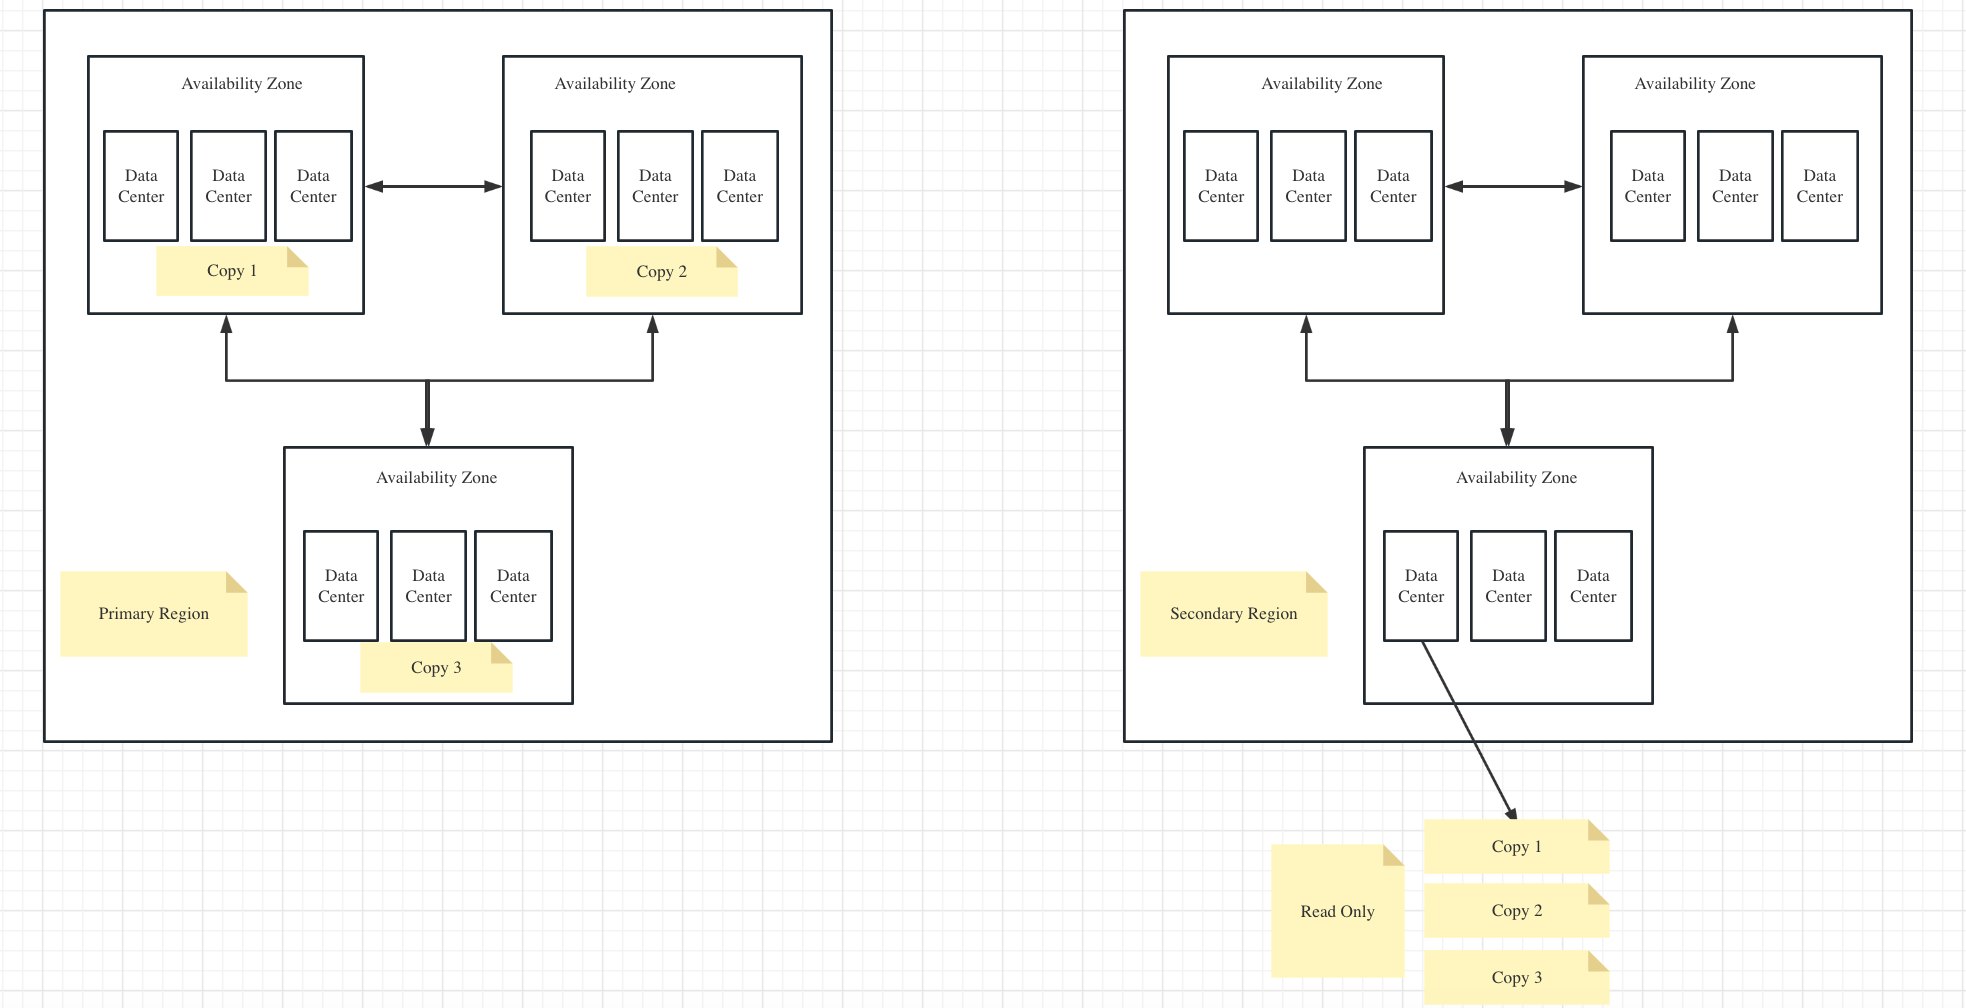 Availability Zone
Data
Center
Data
Center
Data
Center
Copy 1
Availability Zone
Data
Center
Data
Center
Data
Center
Copy 2
Availability Zone
Data
Center
Data
Center
Data
Center
Copy 3
Primary Region
Availability Zone
Data
Center
Data
Center
Data
Center
Availability Zone
Data
Center
Data
Center
Data
Center
Availability Zone
Data
Center
Data
Center
Data
Center
Secondary Region
Read Only
Copy 1
Copy 2
Copy 3